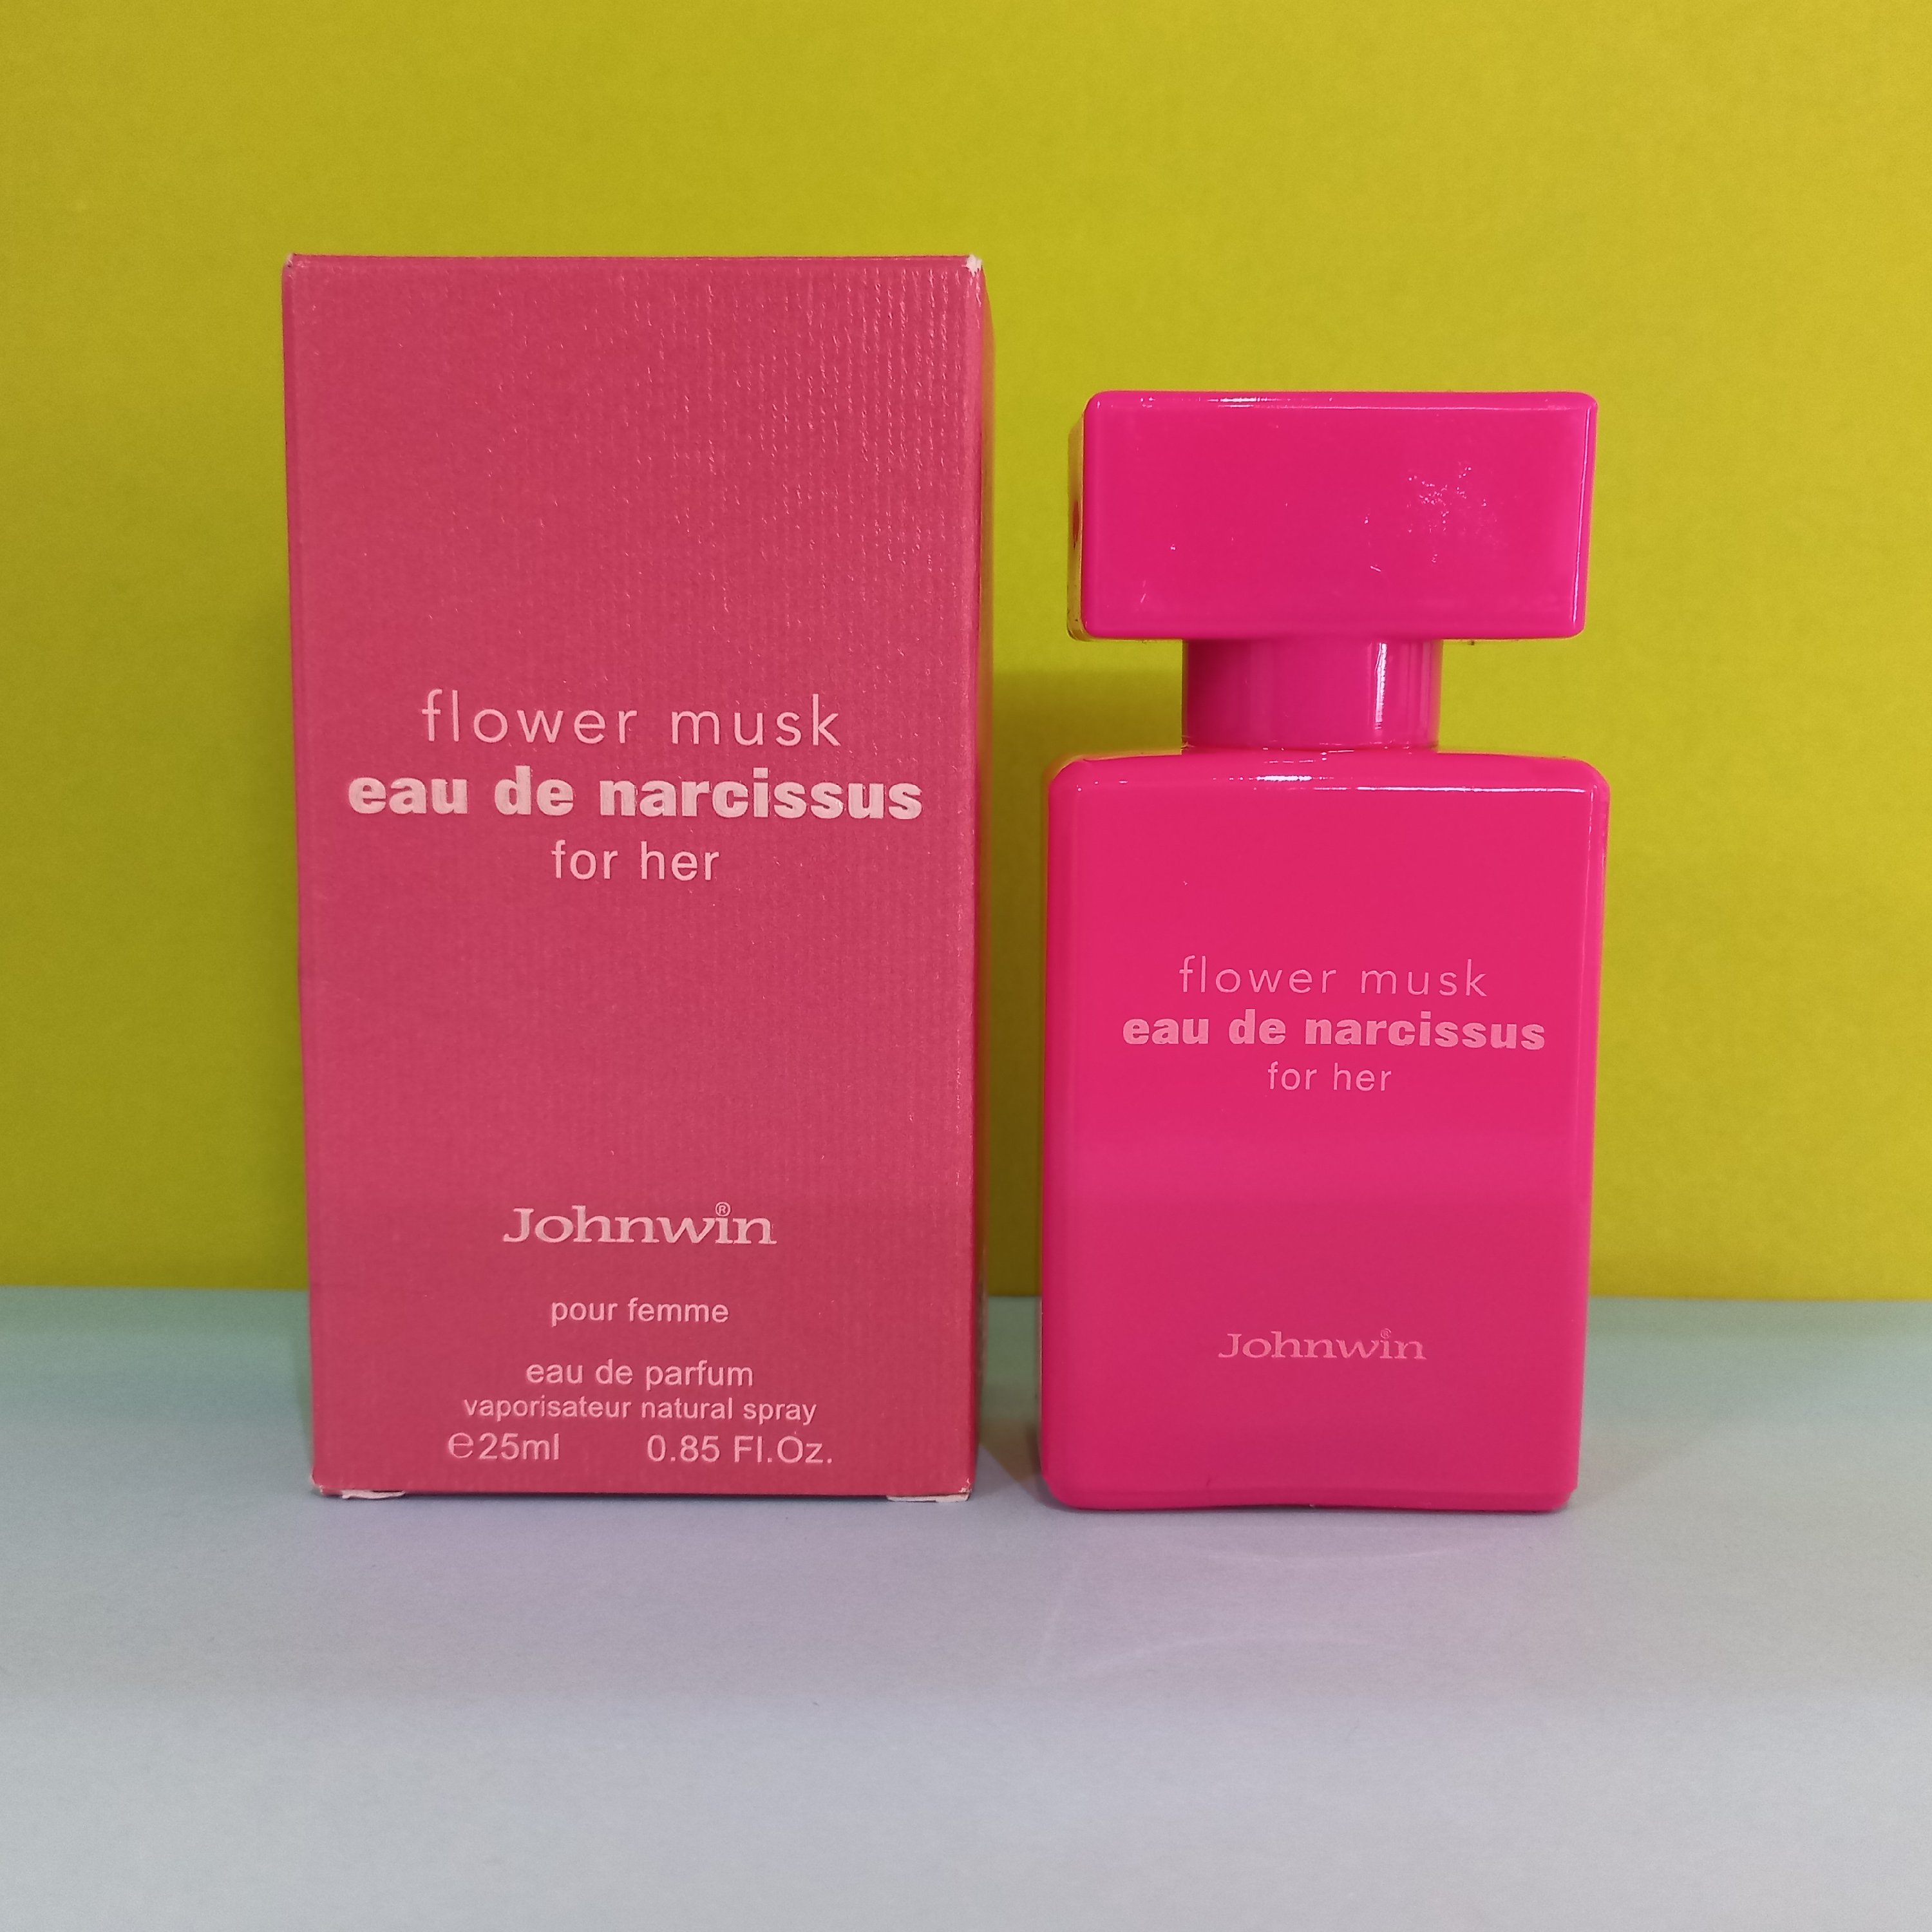 flower musk
eau de narcissus
for her
Johnwin®
pour femme
eau de parfum
vaporisateur natural spray
℮25ml 0.85 Fl.Oz.
flower musk
eau de narcissus
for her
Johnwin®